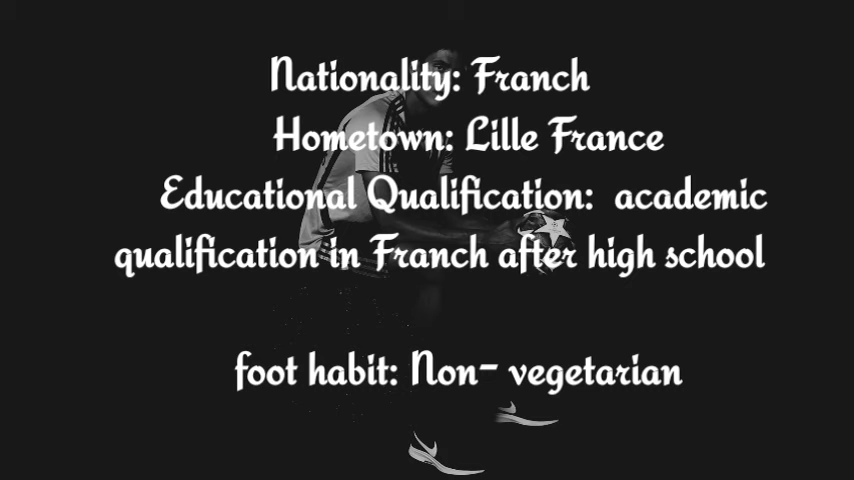 Nationality: Franch
Hometown: Lille France
Educational Qualification: academic
qualification in Franch after high school
foot habit: Non- vegetarian